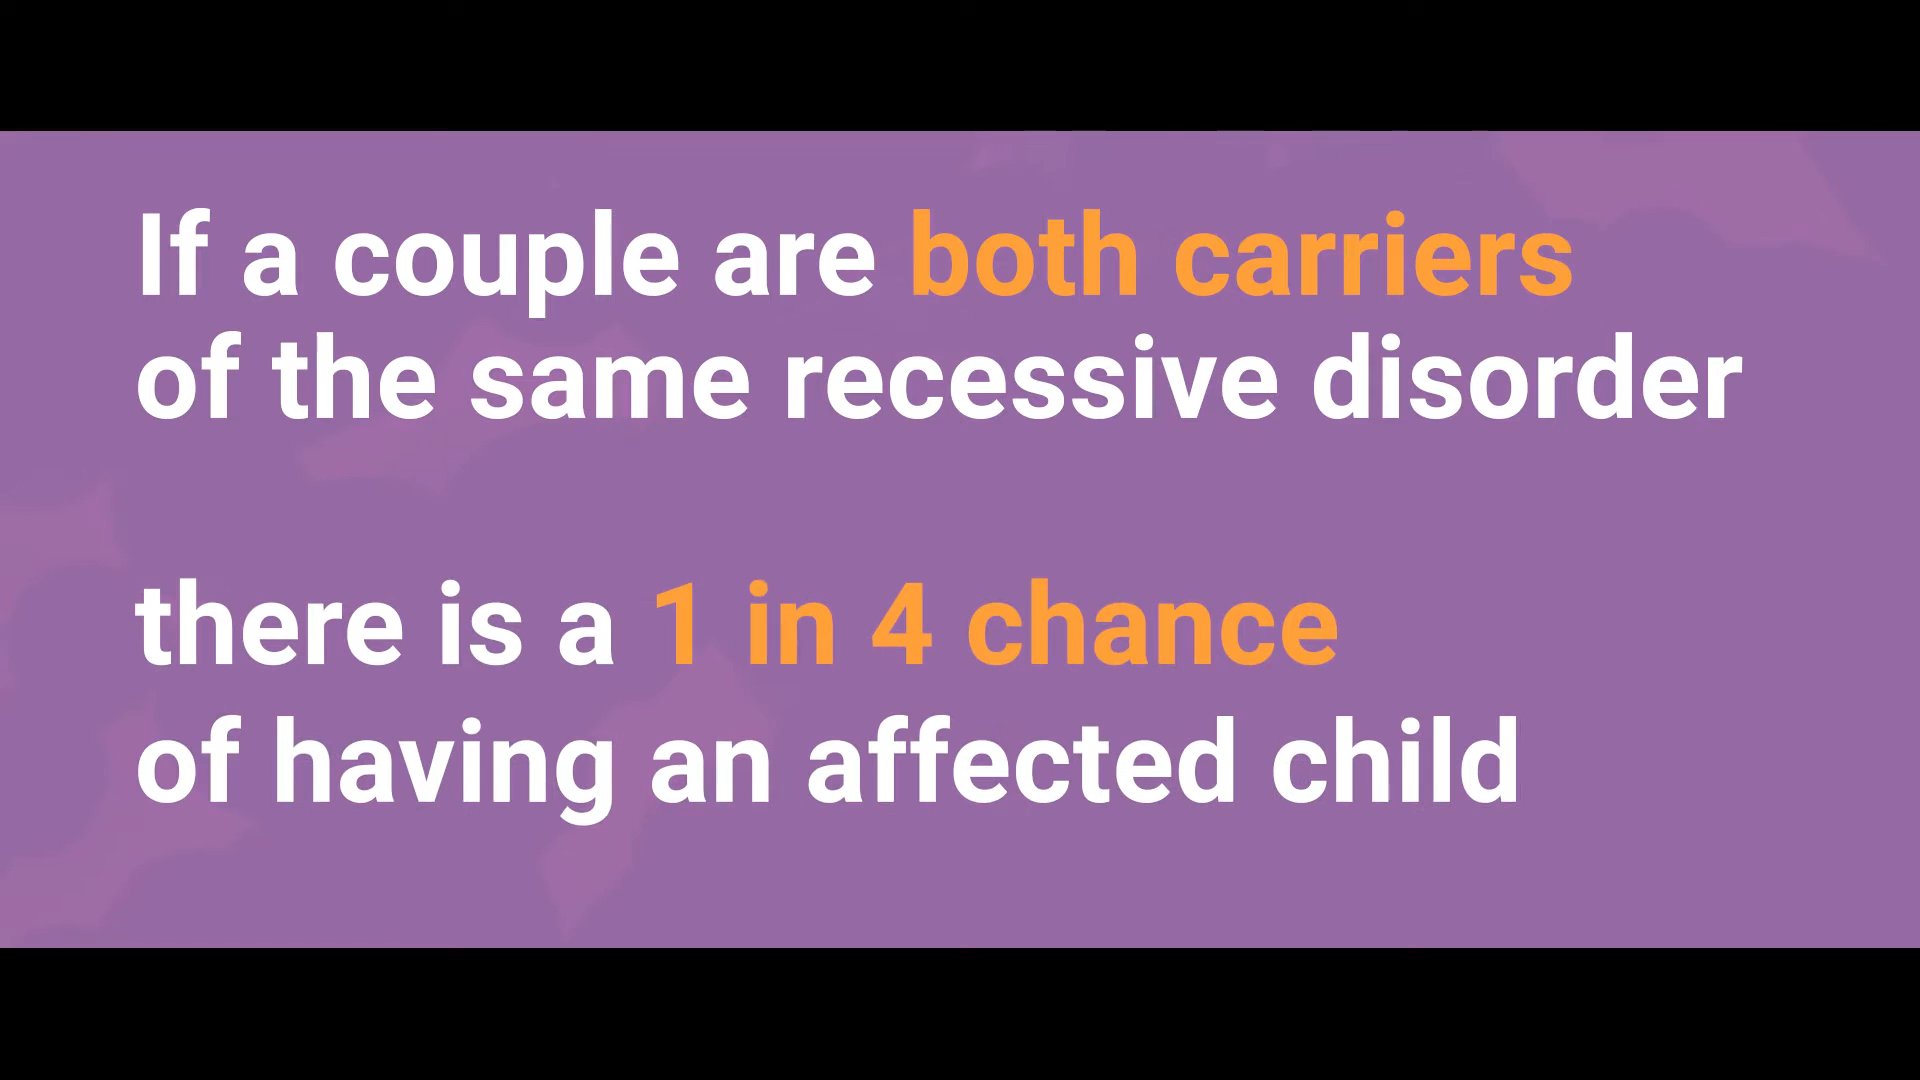 If a couple are both carriers
of the same recessive disorder
there is a 1 in 4 chance
of having an affected child